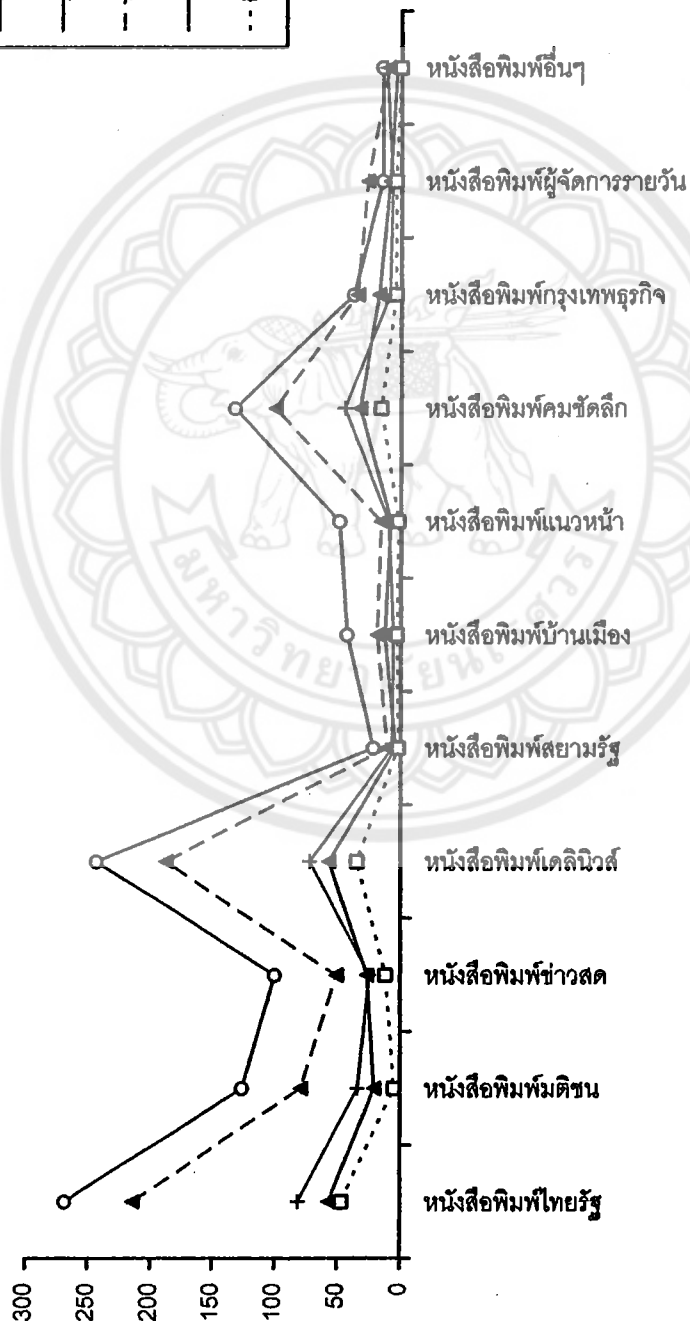 หนังสือพิมพ์อื่นๆ
หนังสือพิมพ์ผู้จัดการรายวัน
หนังสือพิมพ์กรุงเทพธุรกิจ
หนังสือพิมพ์คมชัดลึก
หนังสือพิมพ์แนวหน้า
หนังสือพิมพ์บ้านเมือง
หนังสือพิมพ์สยามรัฐ
หนังสือพิมพ์เดลินิวส์
หนังสือพิมพ์ข่าวสด
หนังสือพิมพ์มติชน
หนังสือพิมพ์ไทยรัฐ
300
250
200
150
100
50
0